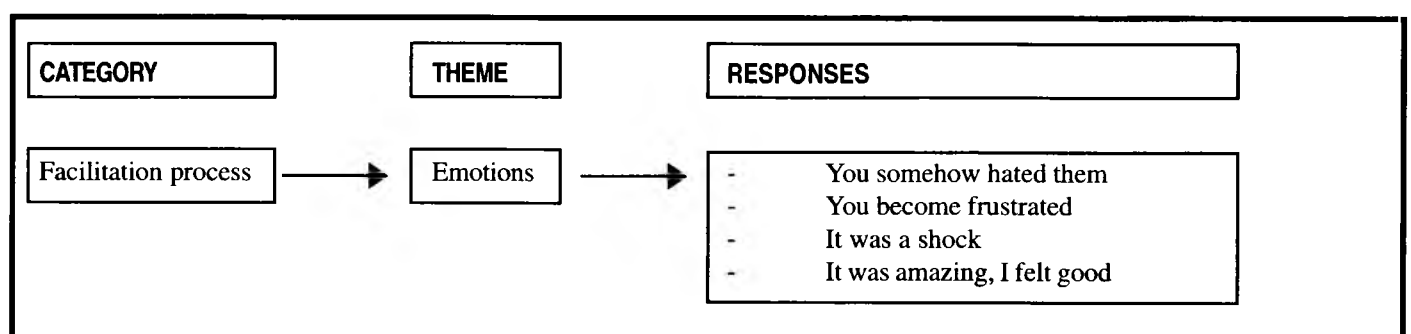 CATEGORY THEME RESPONSES
Facilitation process Emotions
- You somehow hated them
- You become frustrated
- It was a shock
- It was amazing, I felt good